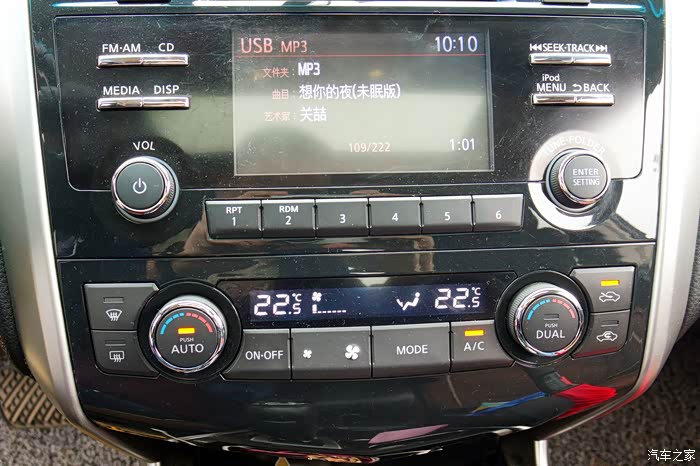 FM·AM CD
MEDIA DISP
VOL
USB MP3 10:10
文件夹: MP3
曲目: 想你的夜(未眠版)
艺术家: 关喆
109/222 1:01
SEEK·TRACK
iPod
MENU BACK
TUNE·FOLDER
ENTER
SETTING
RPT
1
RDM
2
3
4
5
6
22.5°C
22.5°C
PUSH
AUTO
ON·OFF
MODE
A/C
PUSH
DUAL
汽车之家